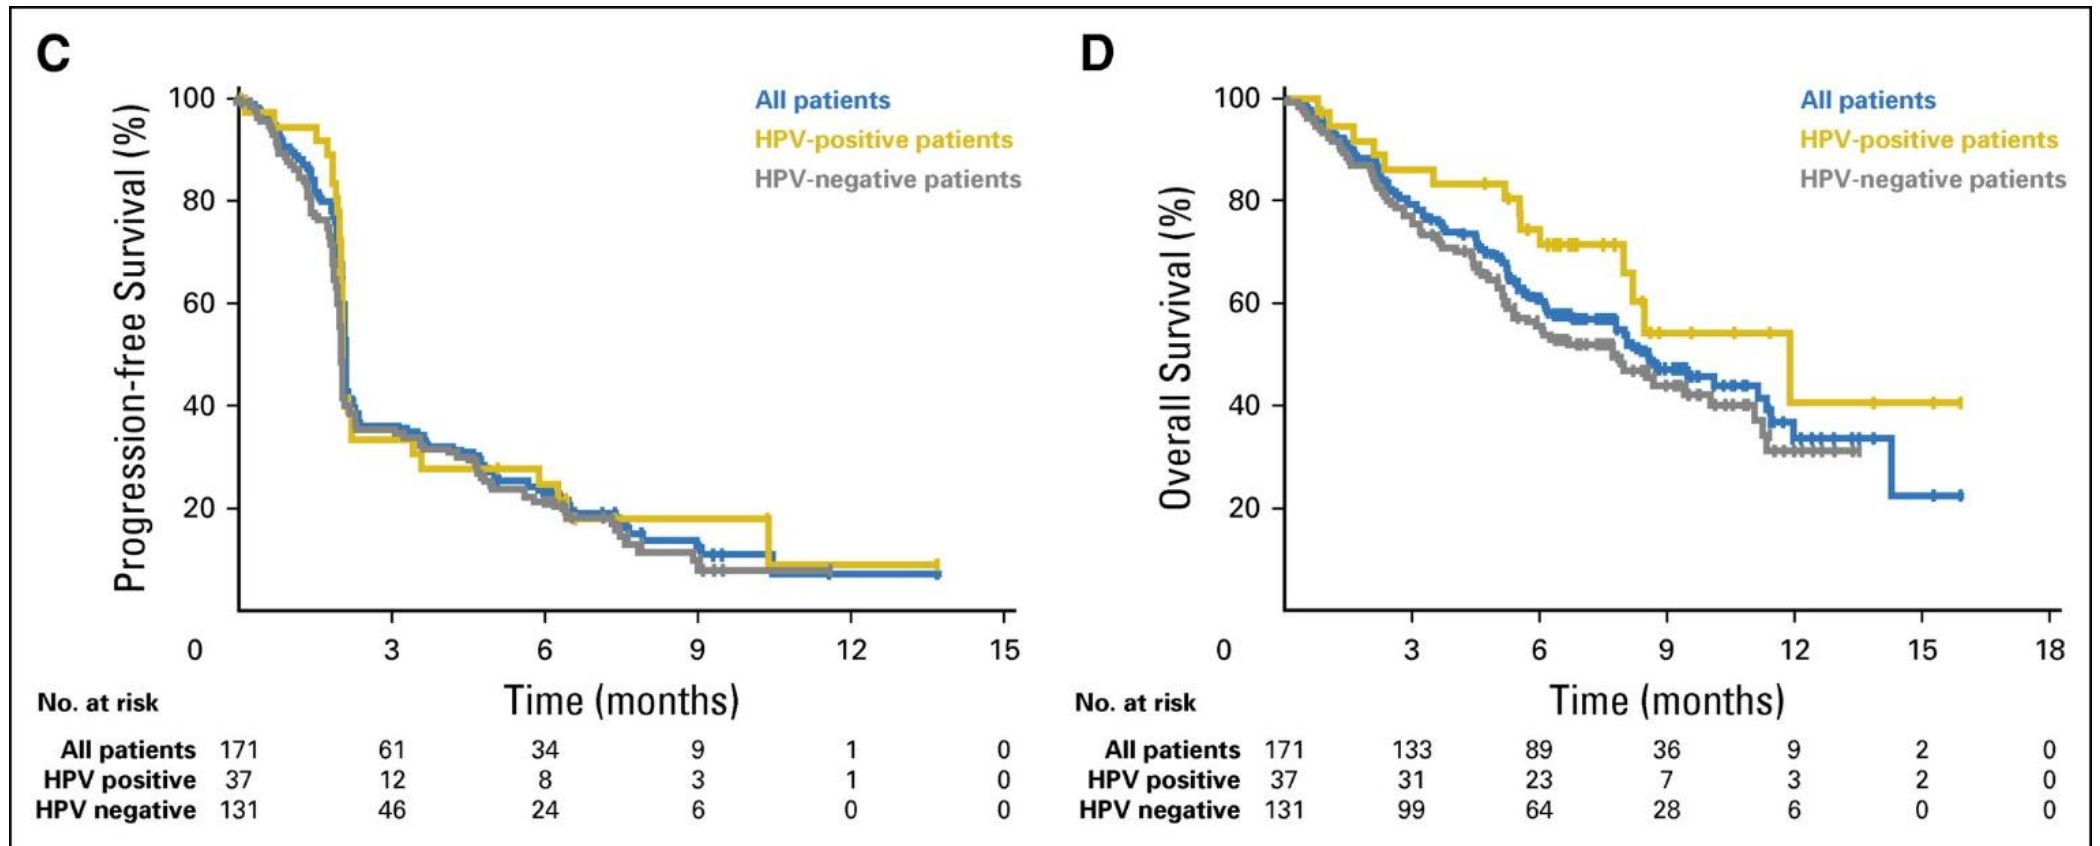 C
Progression-free Survival (%)
100
80
60
40
20
All patients
HPV-positive patients
HPV-negative patients
0 3 6 9 12 15
Time (months)
No. at risk
All patients 171 61 34 9 1 0
HPV positive 37 12 8 3 1 0
HPV negative 131 46 24 6 0 0
D
Overall Survival (%)
100
80
60
40
20
All patients
HPV-positive patients
HPV-negative patients
0 3 6 9 12 15 18
Time (months)
No. at risk
All patients 171 133 89 36 9 2 0
HPV positive 37 31 23 7 3 2 0
HPV negative 131 99 64 28 6 0 0